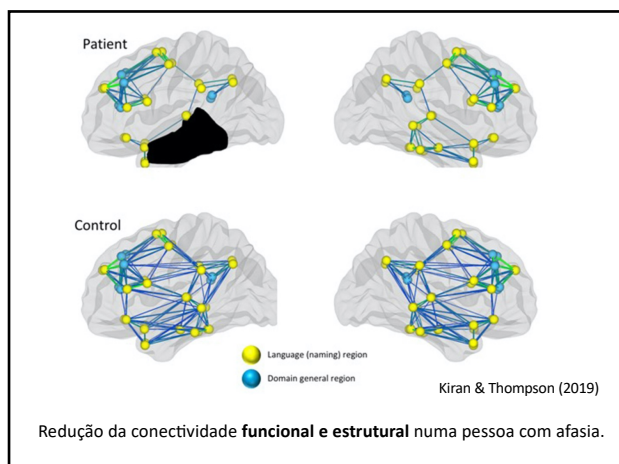 Patient
Control
Language (naming) region
Domain general region
Kiran & Thompson (2019)
Redução da conectividade funcional e estrutural numa pessoa com afasia.